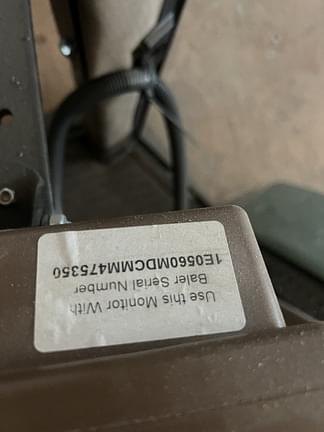 Use this Monitor With
Baler Serial Number
1E0560MDCMM475350